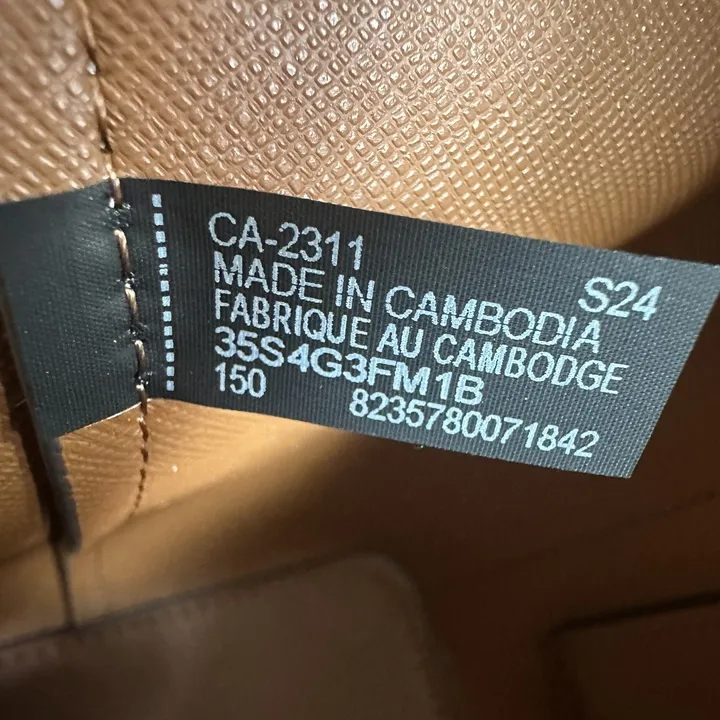 CA-2311
S24
MADE IN CAMBODIA
FABRIQUE AU CAMBODGE
35S4G3FM1B
150 8235780071842